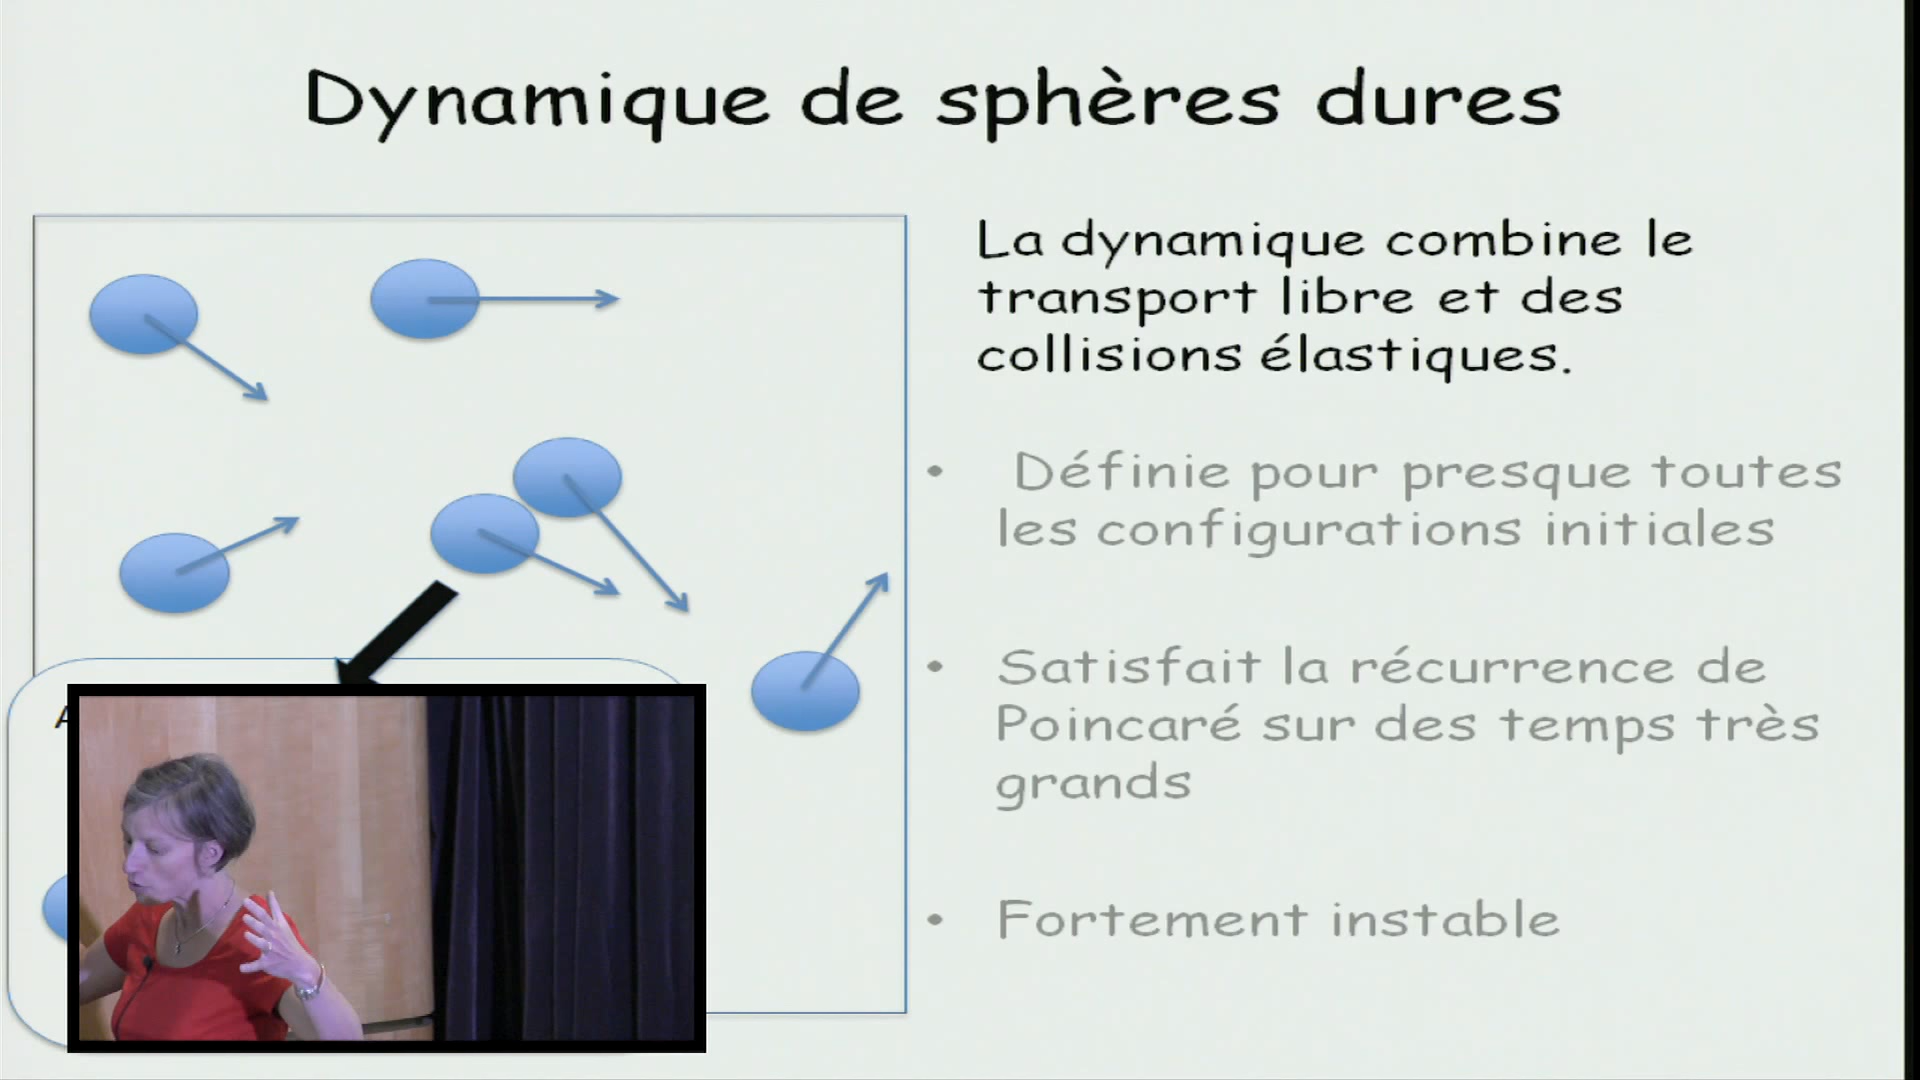 Dynamique de sphères dures
La dynamique combine le
transport libre et des
collisions élastiques.
• Définie pour presque toutes
les configurations initiales
• Satisfait la récurrence de
Poincaré sur des temps très
grands
• Fortement instable